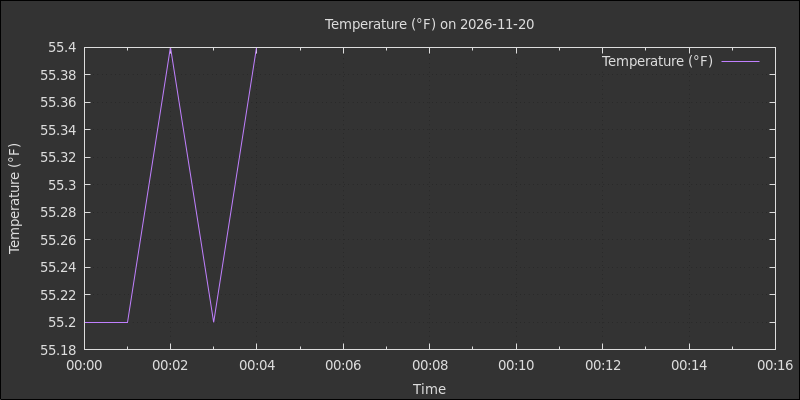 Temperature (°F) on 2026-11-20
Temperature (°F)
55.4
55.38
55.36
55.34
55.32
55.3
55.28
55.26
55.24
55.22
55.2
55.18
Temperature (°F)
00:00 00:02 00:04 00:06 00:08 00:10 00:12 00:14 00:16
Time